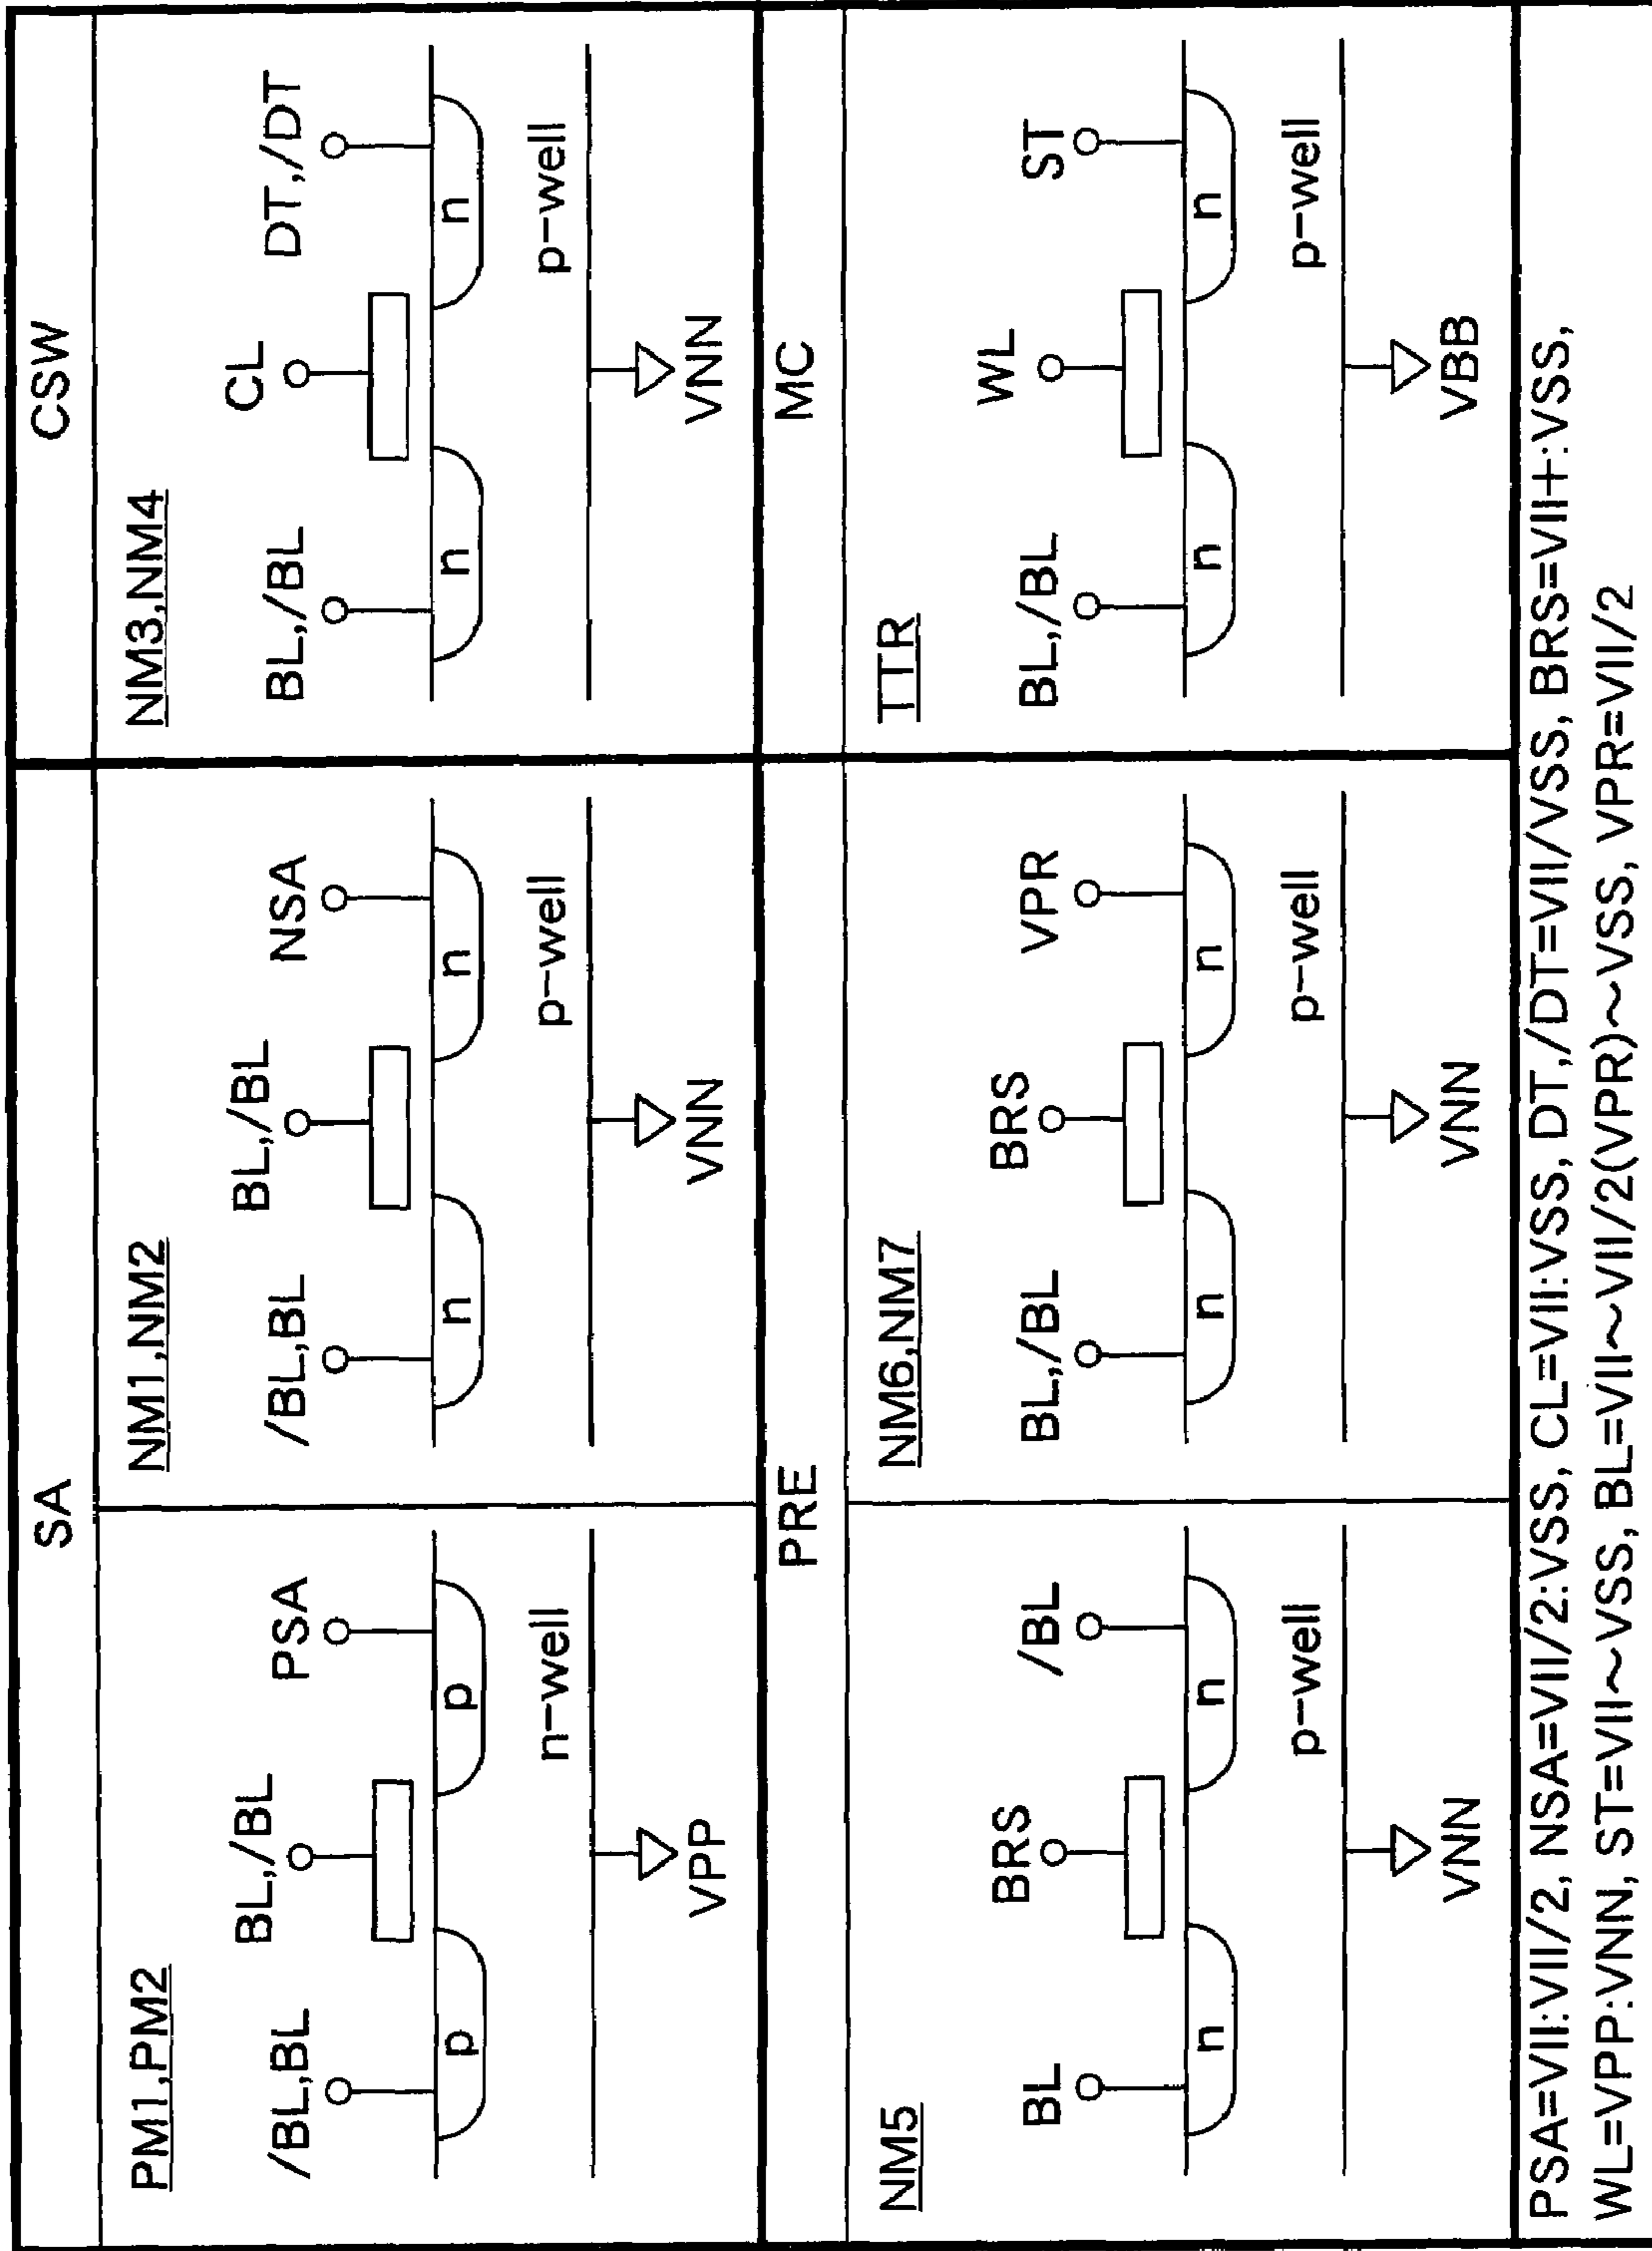 SA
CSW
PM1,PM2
/BL,BL
BL,/BL
PSA
p
p
n-well
VPP
NM1,NM2
/BL,BL
BL,/BL
NSA
n
n
p-well
VNN
NM3,NM4
BL,/BL
CL
DT,/DT
n
n
p-well
VNN
PRE
MC
NM5
BL
BRS
/BL
n
n
p-well
VNN
NM6,NM7
BL,/BL
BRS
VPR
n
n
p-well
VNN
TTR
BL,/BL
WL
ST
n
n
p-well
VBB
PSA=VII:VII/2, NSA=VII/2:VSS, CL=VII:VSS, DT,/DT=VII/VSS, BRS=VII+:VSS,
WL=VPP:VNN, ST=VII~VSS, BL=VII~VII/2(VPR)~VSS, VPR=VII/2